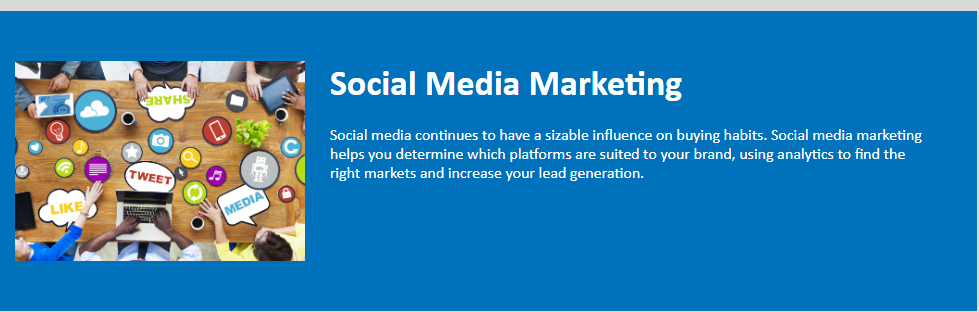 Social Media Marketing
Social media continues to have a sizable influence on buying habits. Social media marketing
helps you determine which platforms are suited to your brand, using analytics to find the
right markets and increase your lead generation.
SHARE
TWEET
LIKE
MEDIA